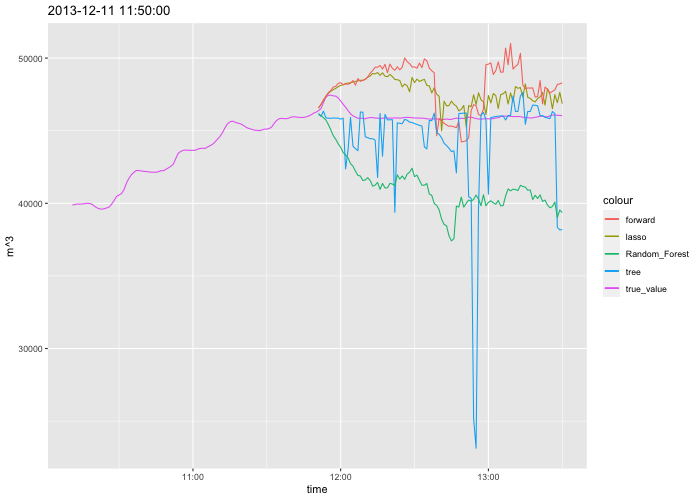 2013-12-11 11:50:00
50000
40000
30000
m^3
11:00
12:00
13:00
time
colour
forward
lasso
Random_Forest
tree
true_value